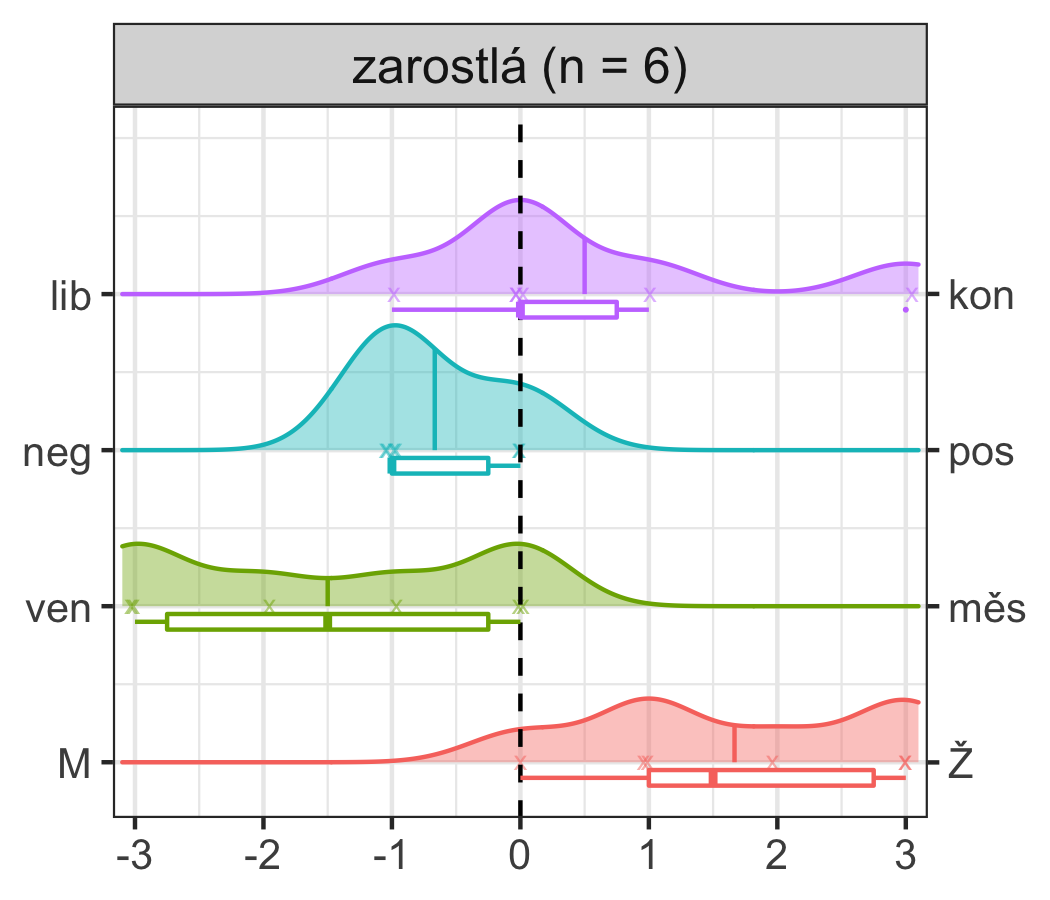 zarostlá (n = 6)
lib kon
neg pos
ven měs
M Ž
-3 -2 -1 0 1 2 3